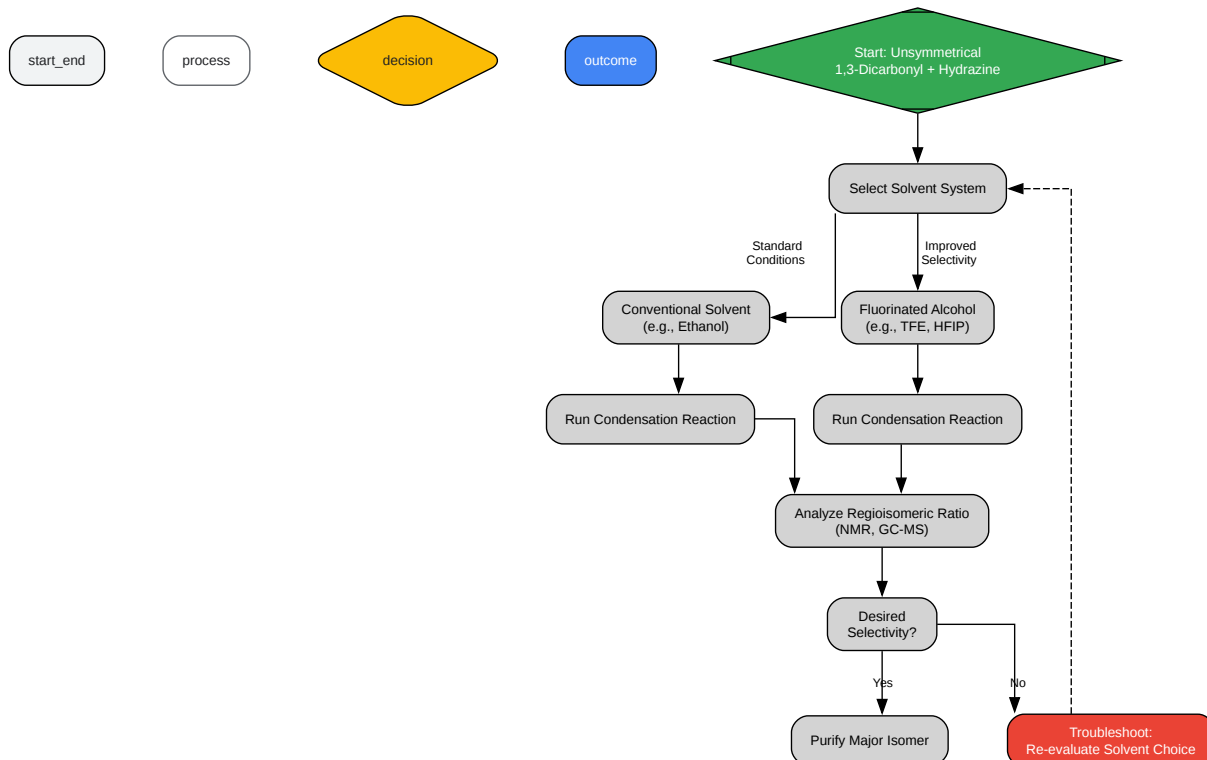 start_end
process
decision
outcome
Start: Unsymmetrical
1,3-Dicarbonyl + Hydrazine
Select Solvent System
Standard
Conditions
Improved
Selectivity
Conventional Solvent
(e.g., Ethanol)
Fluorinated Alcohol
(e.g., TFE, HFIP)
Run Condensation Reaction
Run Condensation Reaction
Analyze Regioisomeric Ratio
(NMR, GC-MS)
Desired
Selectivity?
Yes
No
Purify Major Isomer
Troubleshoot:
Re-evaluate Solvent Choice